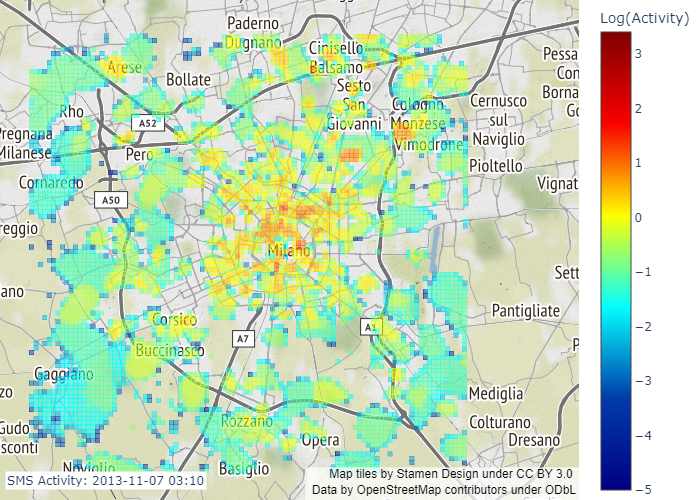 Log(Activity)
Paderno
Dugnano
Cinisello
Balsamo
Arese
Bollate
Sesto
San
Giovanni
Pessa
Borna
Rho
A52
Cologno
Monzese
Cernusco
sul
Naviglio
Pregnana
Milanese
Pero
Vimodrone
Pioltello
Cornaredo
A50
Vignat
reggio
Milano
Sett
ano
Pantigliate
Corsico
A7
A1
Buccinasco
Gaggiano
zo
Mediglia
Rozzano
Colturano
Gudo
sconti
Opera
Dresano
Noviglio
Basiglio
SMS Activity: 2013-11-07 03:10
Map tiles by Stamen Design under CC BY 3.0
Data by OpenStreetMap contributors under ODbL
3
2
1
0
−1
−2
−3
−4
−5